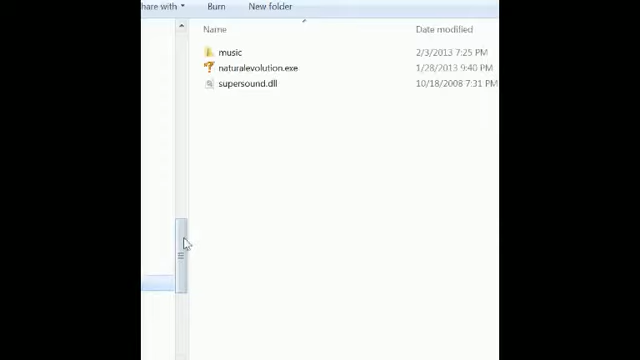 hare with Burn New folder
Name Date modified
music 2/3/2013 7:25 PM
naturalevolution.exe 1/28/2013 9:40 PM
supersound.dll 10/18/2008 7:31 PM